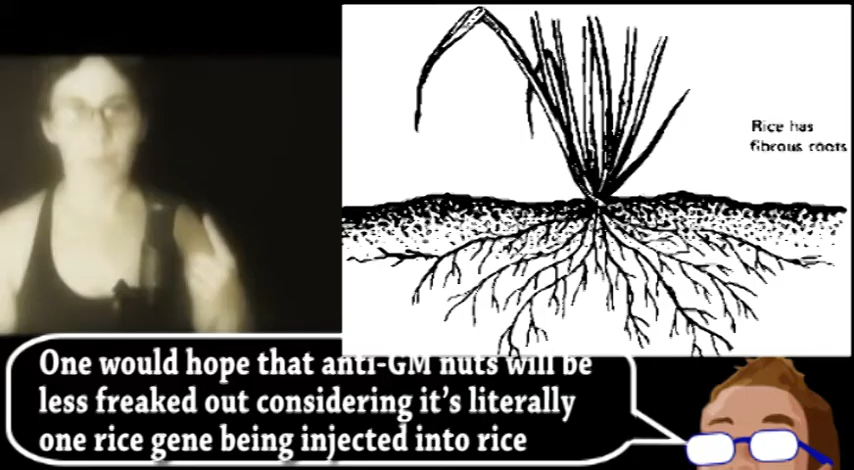 Rice has
fibrous roots
One would hope that anti-GM nuts will be
less freaked out considering it's literally
one rice gene being injected into rice